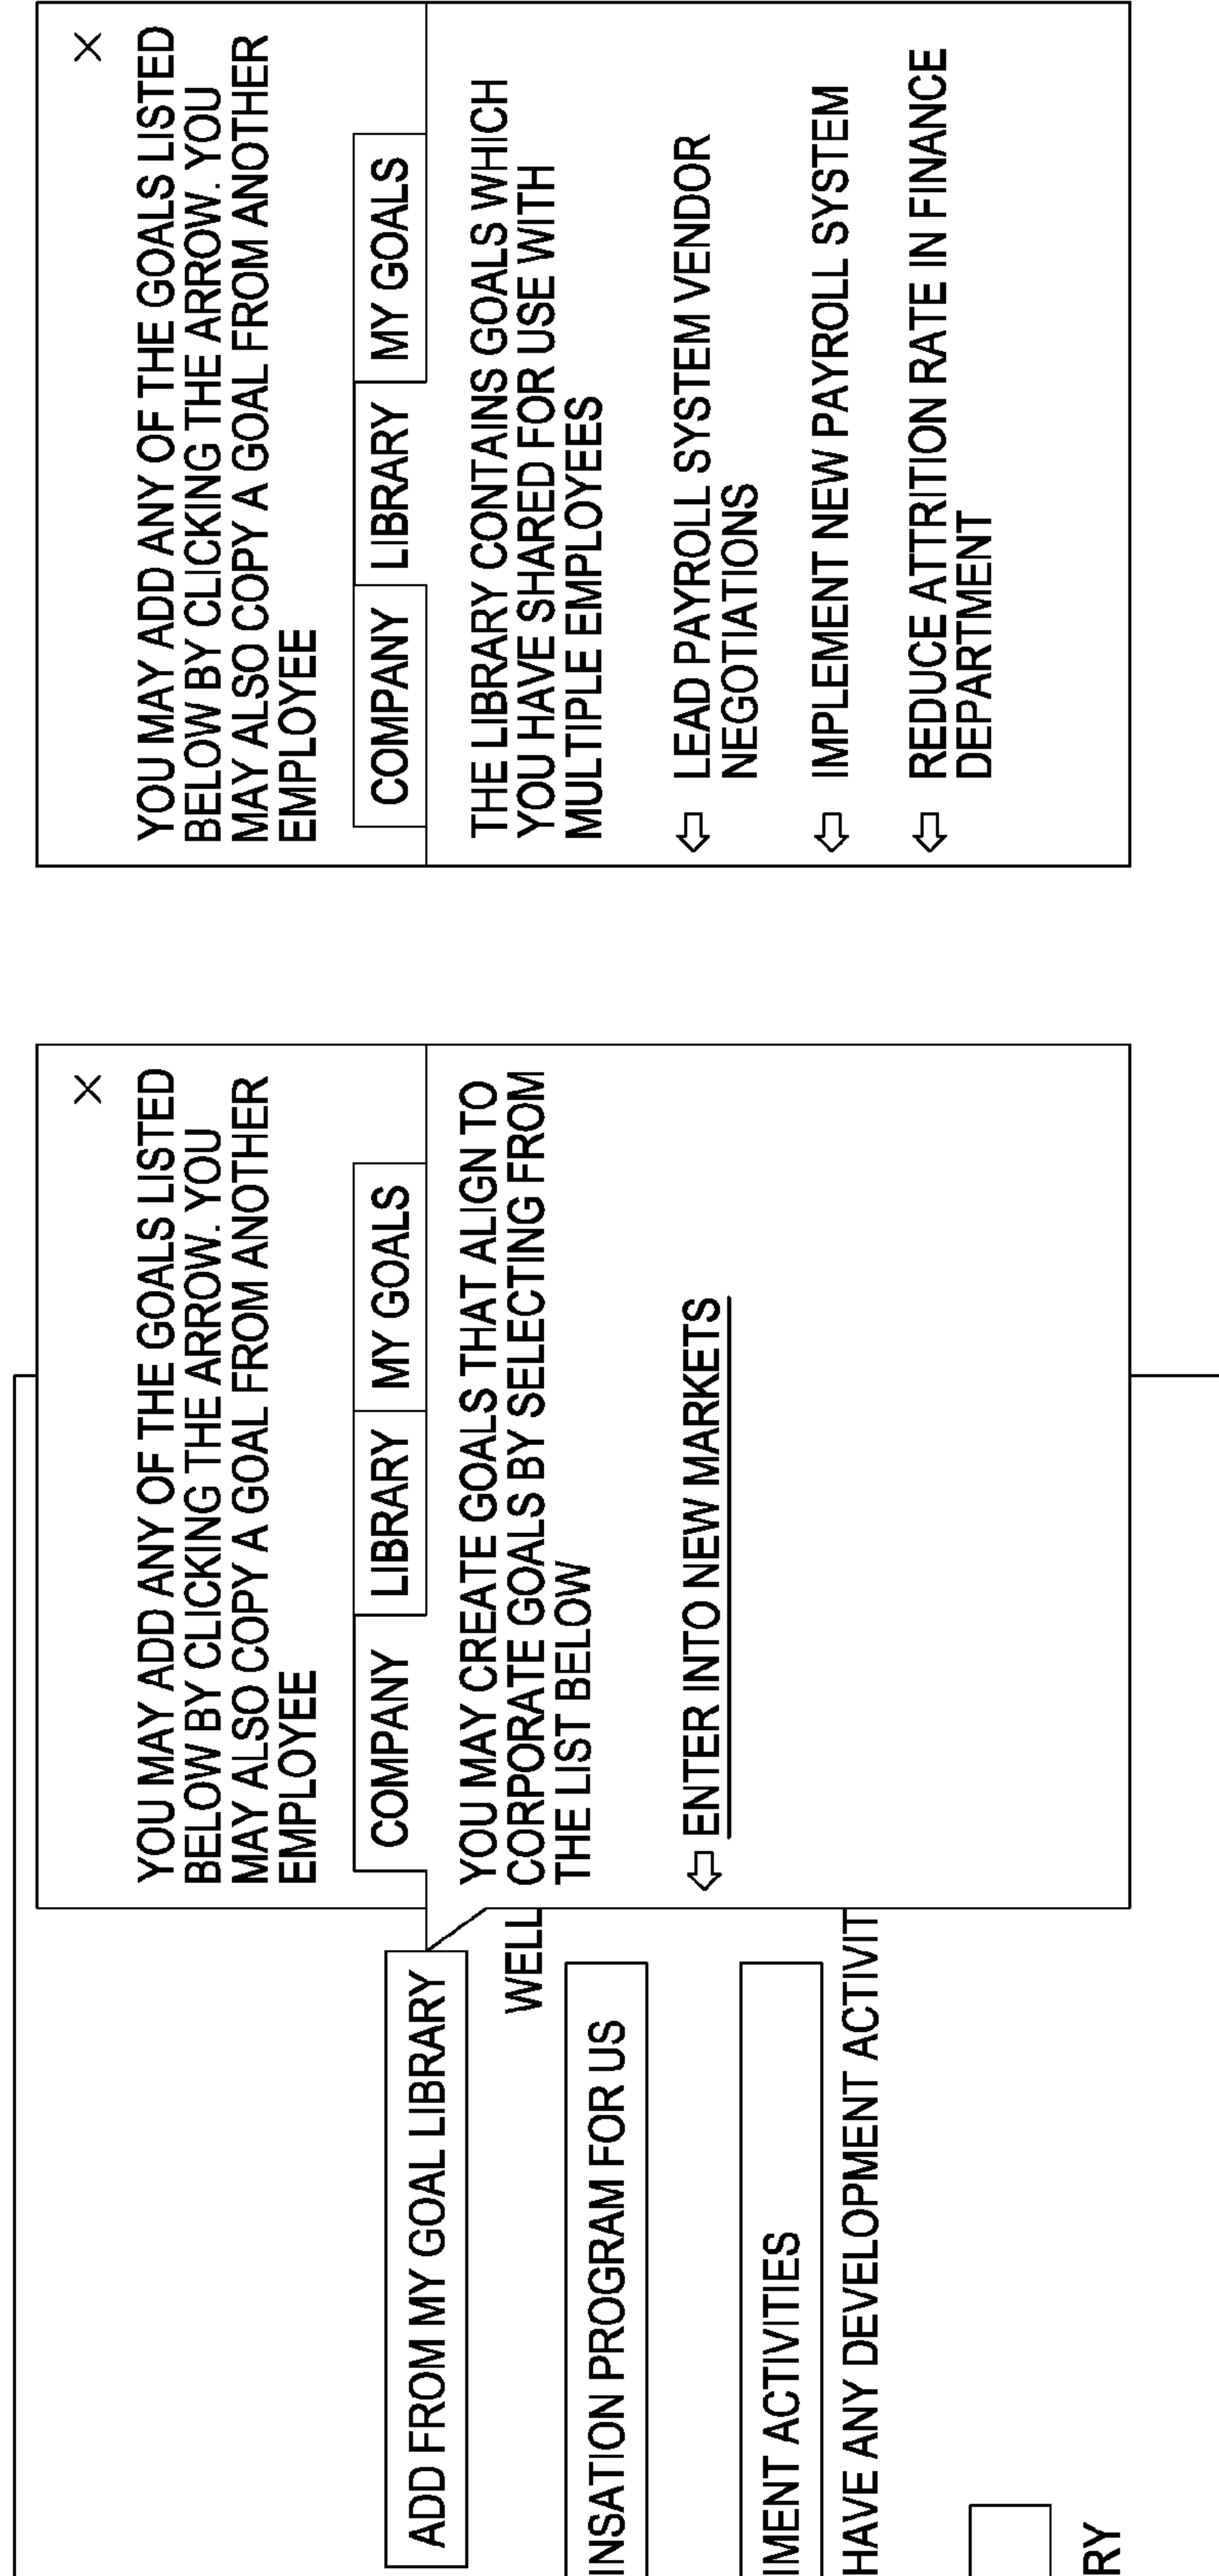 ADD FROM MY GOAL LIBRARY
WELL
INSATION PROGRAM FOR US
IMENT ACTIVITIES
HAVE ANY DEVELOPMENT ACTIVIT
RY
X
YOU MAY ADD ANY OF THE GOALS LISTED
BELOW BY CLICKING THE ARROW. YOU
MAY ALSO COPY A GOAL FROM ANOTHER
EMPLOYEE
COMPANY LIBRARY MY GOALS
YOU MAY CREATE GOALS THAT ALIGN TO
CORPORATE GOALS BY SELECTING FROM
THE LIST BELOW
ENTER INTO NEW MARKETS
X
YOU MAY ADD ANY OF THE GOALS LISTED
BELOW BY CLICKING THE ARROW. YOU
MAY ALSO COPY A GOAL FROM ANOTHER
EMPLOYEE
COMPANY LIBRARY MY GOALS
THE LIBRARY CONTAINS GOALS WHICH
YOU HAVE SHARED FOR USE WITH
MULTIPLE EMPLOYEES
LEAD PAYROLL SYSTEM VENDOR
NEGOTIATIONS
IMPLEMENT NEW PAYROLL SYSTEM
REDUCE ATTRITION RATE IN FINANCE
DEPARTMENT